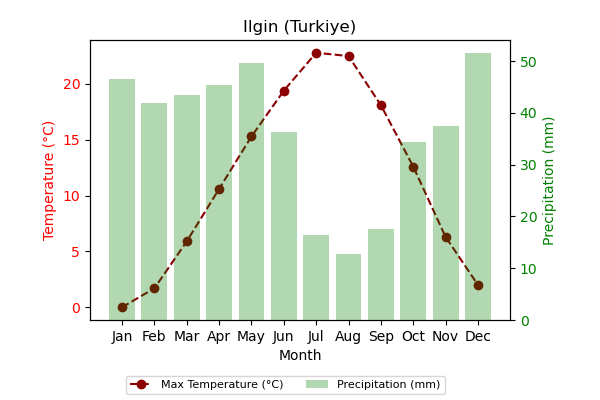 Ilgin (Turkiye)
Temperature (°C)
20
15
10
5
0
50
40
30
20
10
0
Precipitation (mm)
Jan Feb Mar Apr May Jun Jul Aug Sep Oct Nov Dec
Month
Max Temperature (°C) Precipitation (mm)